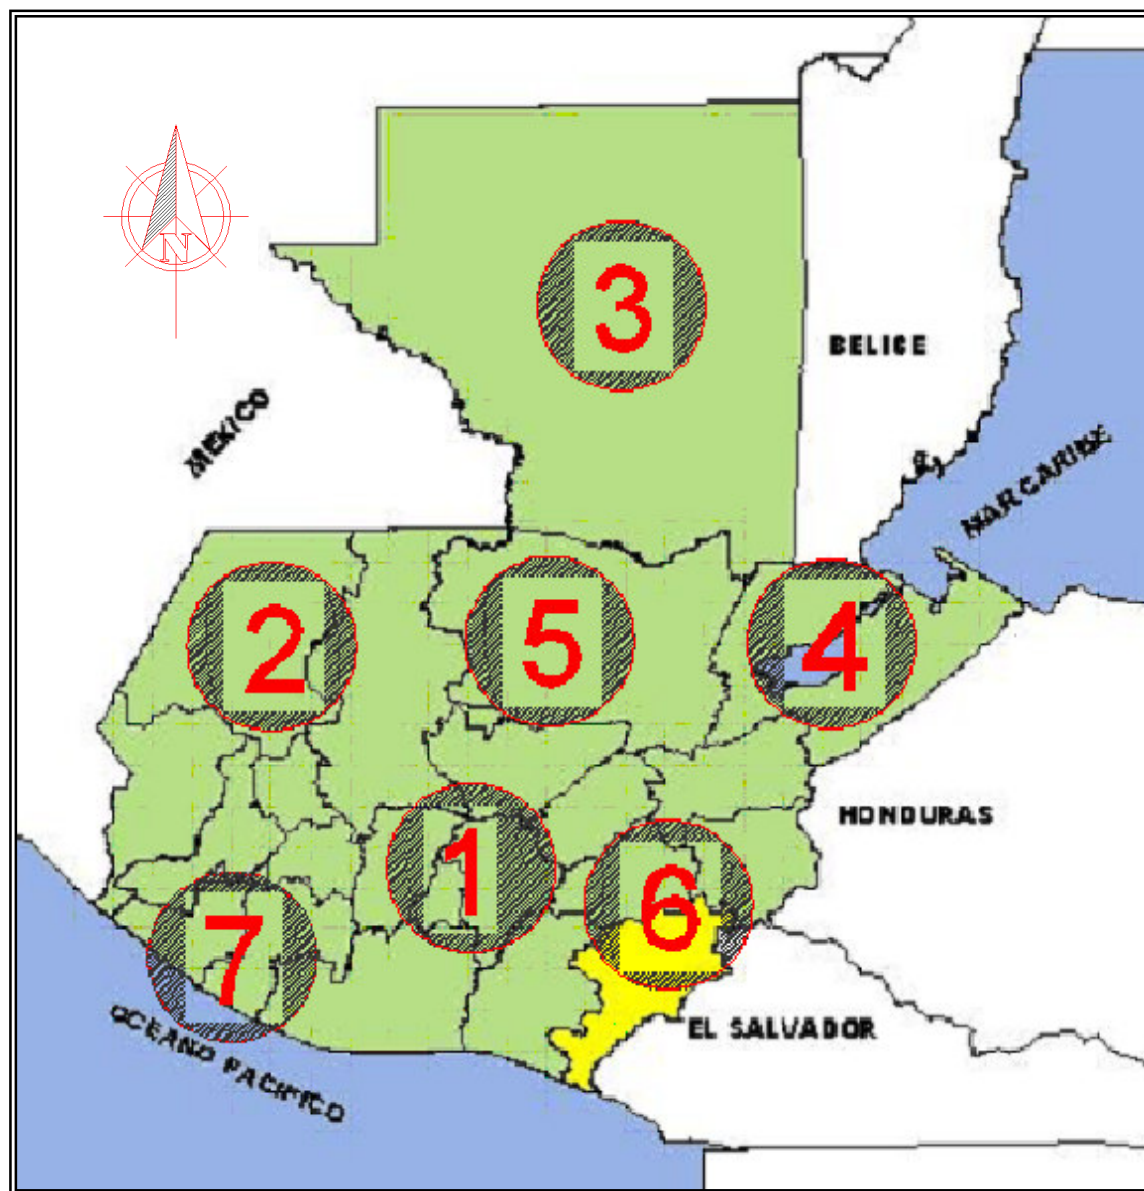 N
3
BELICE
MEXICO
MAR CARIBE
2
5
4
HONDURAS
1
6
7
EL SALVADOR
OCEANO PACIFICO